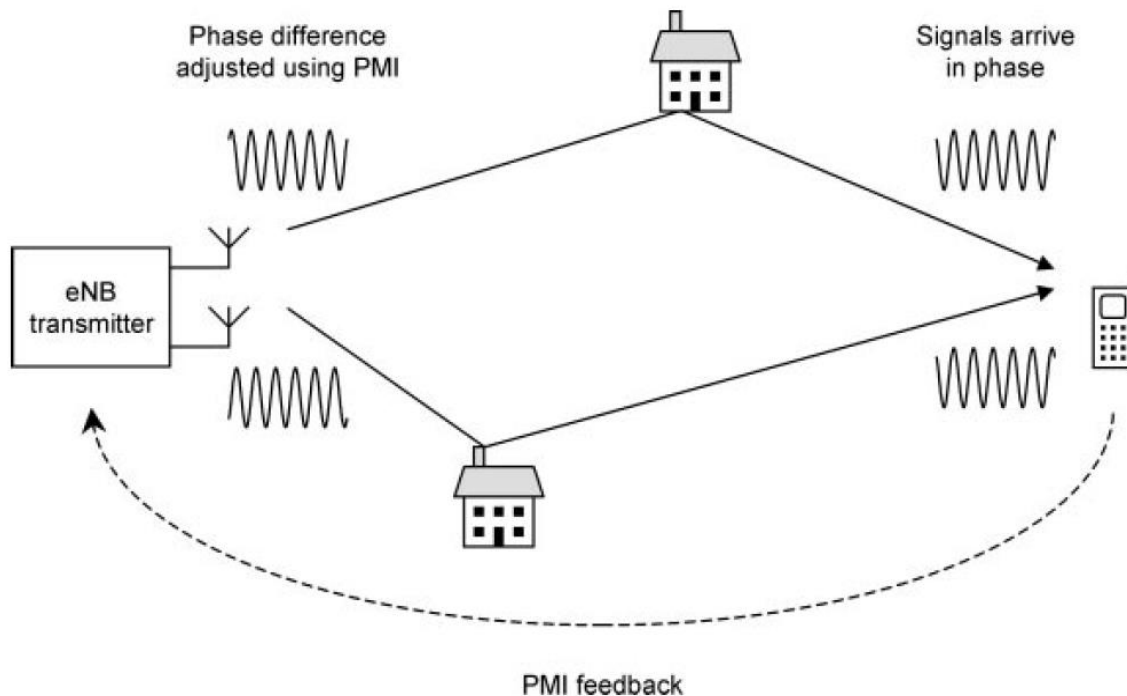 Phase difference
adjusted using PMI
Signals arrive
in phase
eNB
transmitter
PMI feedback